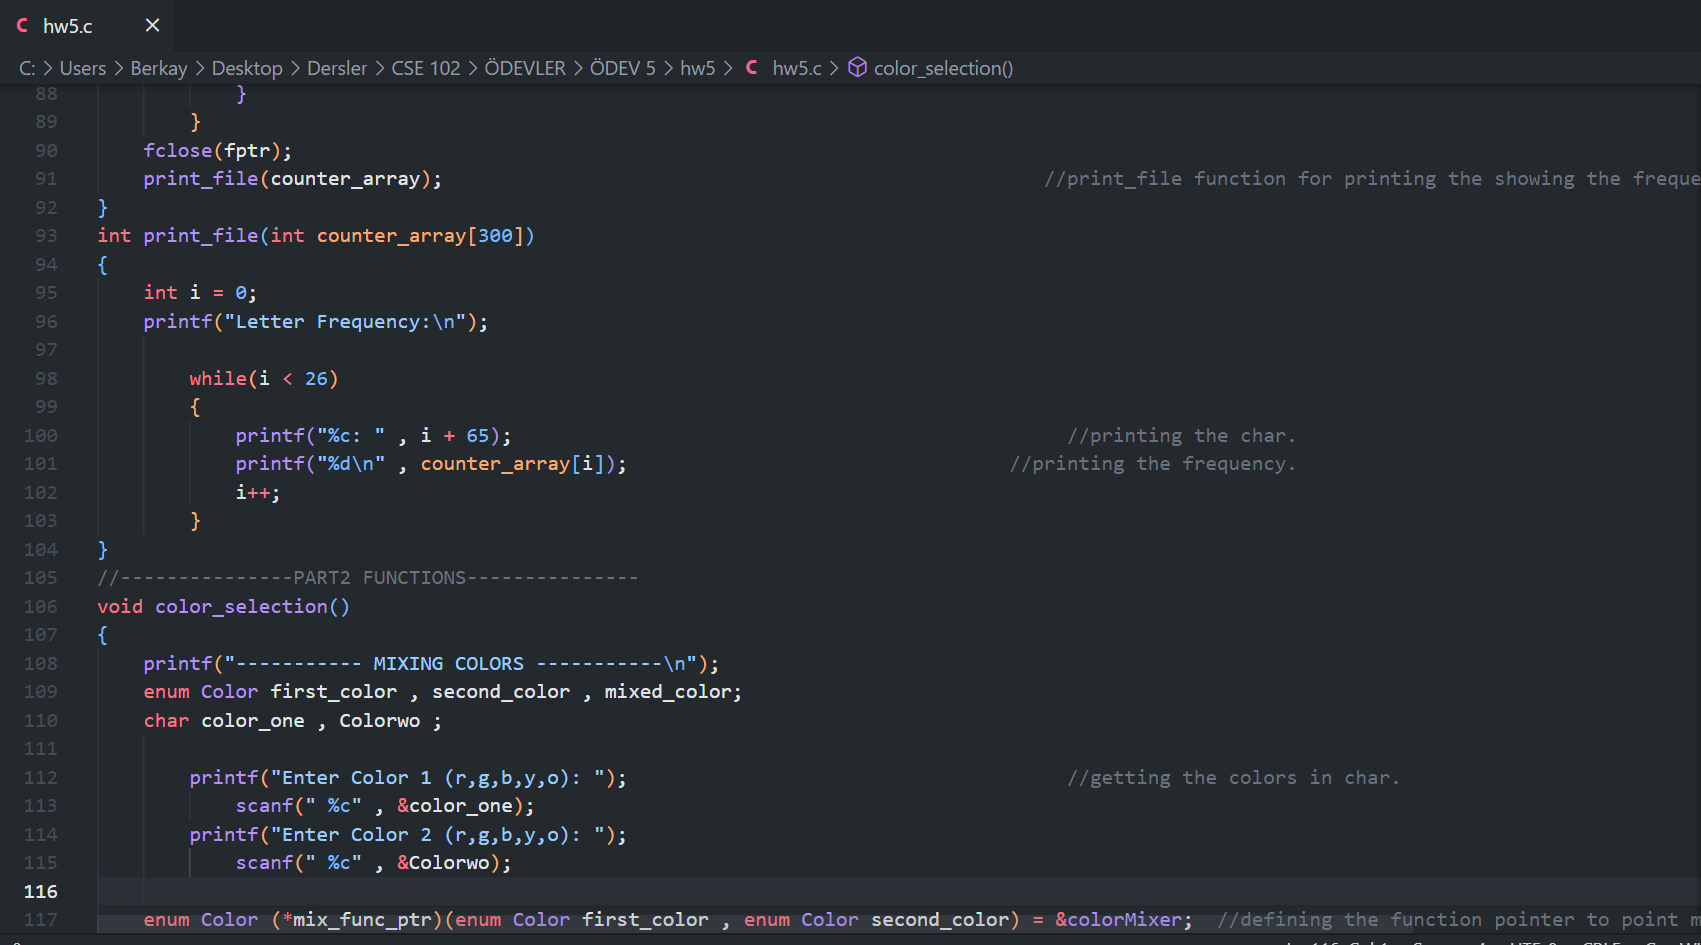 C hw5.c ×
C: > Users > Berkay > Desktop > Dersler > CSE 102 > ÖDEVLER > ÖDEV 5 > hw5 > C hw5.c > color_selection()
88 }
89 }
90 fclose(fptr);
91 print_file(counter_array); //print_file function for printing the showing the freque
92 }
93 int print_file(int counter_array[300])
94 {
95 int i = 0;
96 printf("Letter Frequency:\n");
97
98 while(i < 26)
99 {
100 printf("%c: " , i + 65); //printing the char.
101 printf("%d\n" , counter_array[i]); //printing the frequency.
102 i++;
103 }
104 }
105 //---------------PART2 FUNCTIONS---------------
106 void color_selection()
107 {
108 printf("----------- MIXING COLORS -----------\n");
109 enum Color first_color , second_color , mixed_color;
110 char color_one , Colorwo ;
111
112 printf("Enter Color 1 (r,g,b,y,o): "); //getting the colors in char.
113 scanf(" %c" , &color_one);
114 printf("Enter Color 2 (r,g,b,y,o): ");
115 scanf(" %c" , &Colorwo);
116
117 enum Color (*mix_func_ptr)(enum Color first_color , enum Color second_color) = &colorMixer; //defining the function pointer to point m